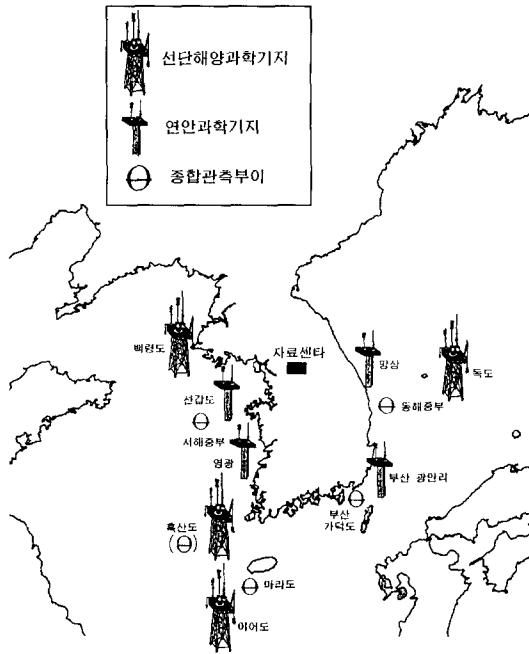 선단해양과학기지
연안과학기지
종합관측부이
백령도
자료센타
망상
독도
선갑도
동해중부
서해중부
영광
부산 광안리
부산
가덕도
흑산도
마라도
이어도